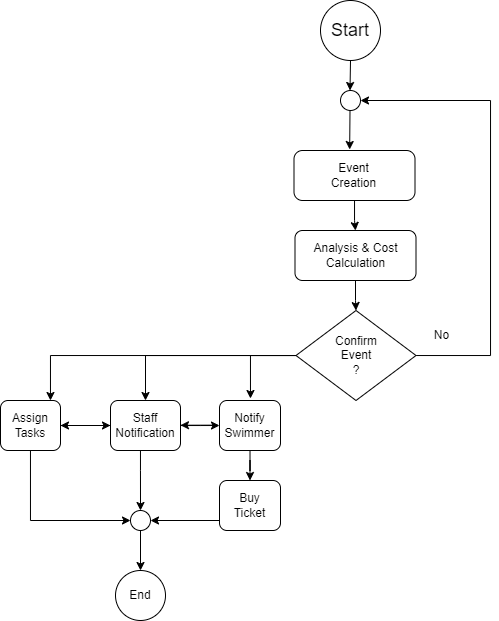 Start
Event
Creation
Analysis & Cost
Calculation
Confirm
Event
?
No
Assign
Tasks
Staff
Notification
Notify
Swimmer
Buy
Ticket
End